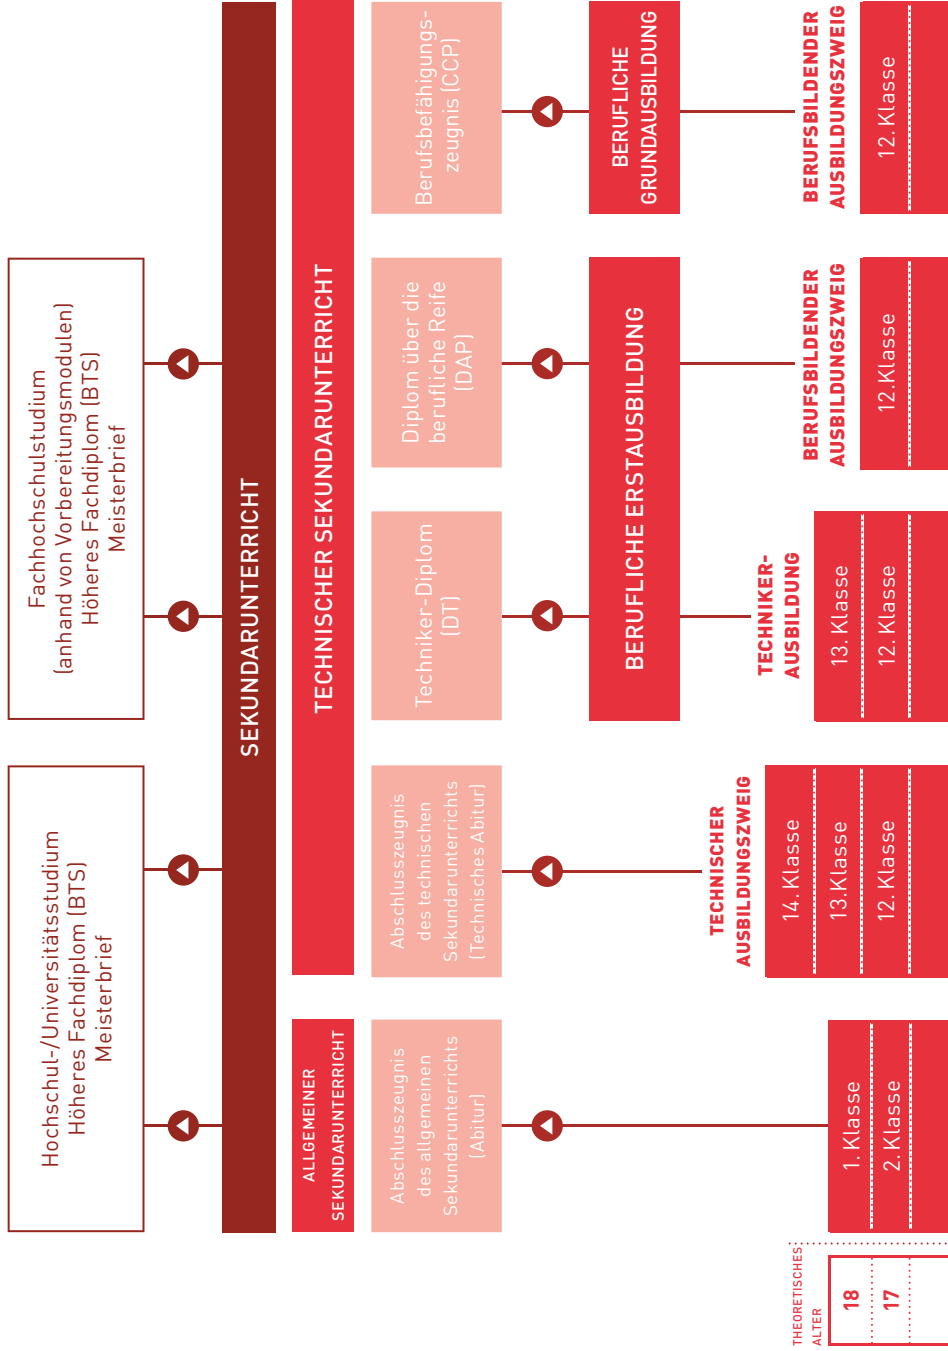 Hochschul-/Universitätsstudium
Höheres Fachdiplom (BTS)
Meisterbrief
Fachhochschulstudium
(anhand von Vorbereitungsmodulen)
Höheres Fachdiplom (BTS)
Meisterbrief
SEKUNDARUNTERRICHT
ALLGEMEINER
SEKUNDARUNTERRICHT
TECHNISCHER SEKUNDARUNTERRICHT
Abschlusszeugnis
des allgemeinen
Sekundarunterrichts
(Abitur)
Abschlusszeugnis
des technischen
Sekundarunterrichts
(Technisches Abitur)
Techniker-Diplom
(DT)
Diplom über die
berufliche Reife
(DAP)
Berufsbefähigungs-
zeugnis (CCP)
BERUFLICHE ERSTAUSBILDUNG
BERUFLICHE
GRUNDAUSBILDUNG
TECHNISCHER
AUSBILDUNGSZWEIG
TECHNIKER-
AUSBILDUNG
BERUFSBILDENDER
AUSBILDUNGSZWEIG
BERUFSBILDENDER
AUSBILDUNGSZWEIG
THEORETISCHES
ALTER
18
17
1. Klasse
2. Klasse
14. Klasse
13.Klasse
12. Klasse
13. Klasse
12. Klasse
12.Klasse
12. Klasse